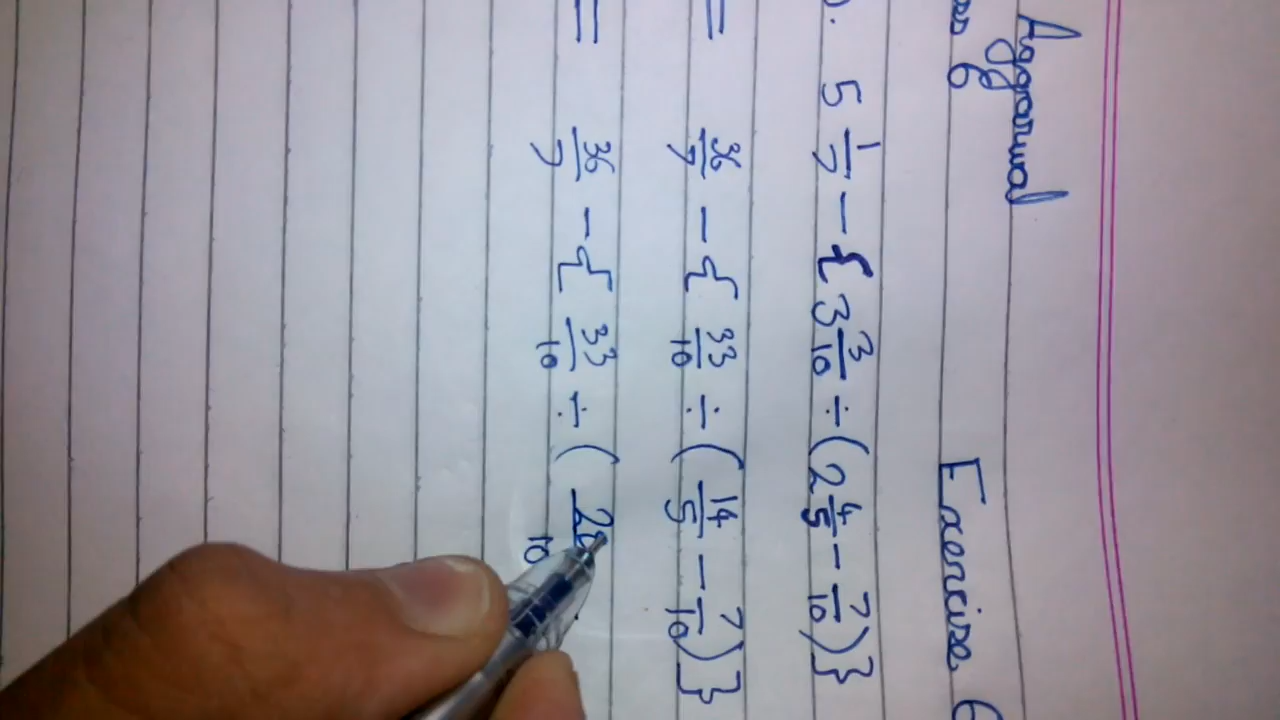 Aggarwal
6 Exercise
5 1/7 - { 3 3/10 ÷ ( 2 4/5 - 7/10 ) }
= 36/7 - { 33/10 ÷ ( 14/5 - 7/10 ) }
= 36/7 - { 33/10 ÷ ( 28/10